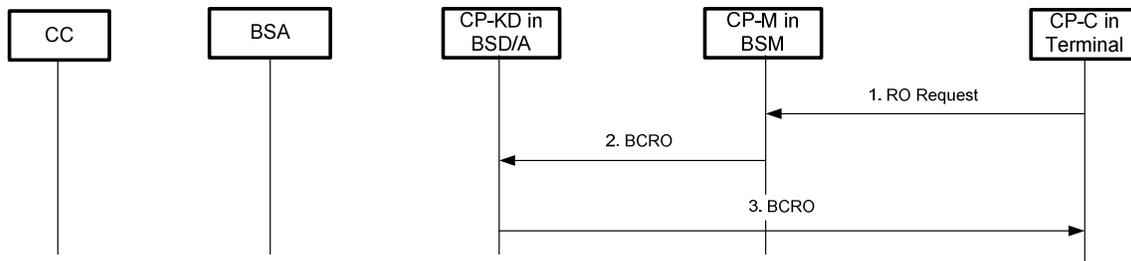 CC
BSA
CP-KD in
BSD/A
CP-M in
BSM
CP-C in
Terminal
1. RO Request
2. BCRO
3. BCRO